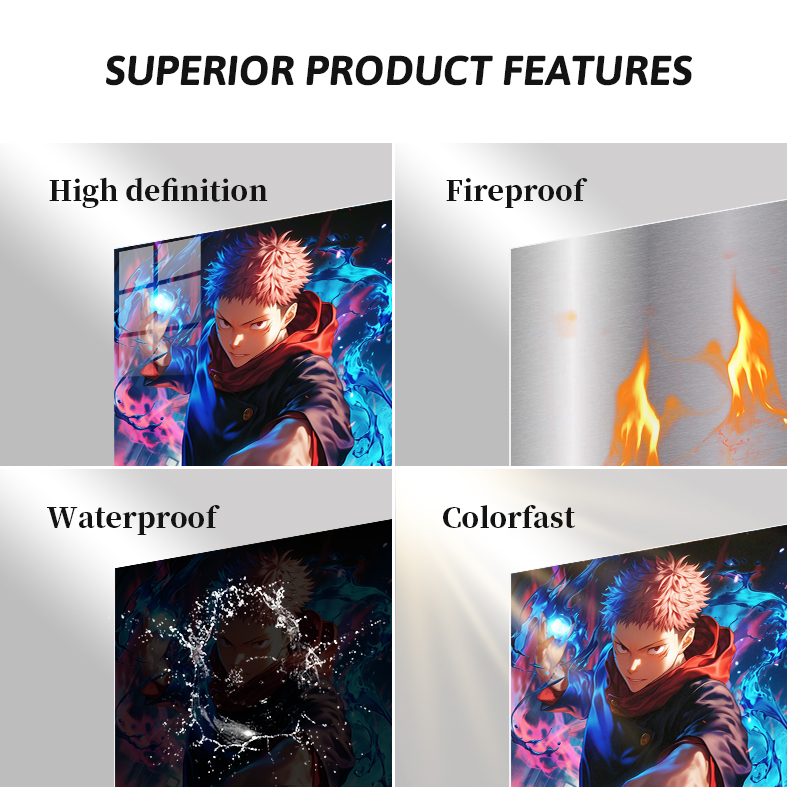 SUPERIOR PRODUCT FEATURES
High definition
Fireproof
Waterproof
Colorfast